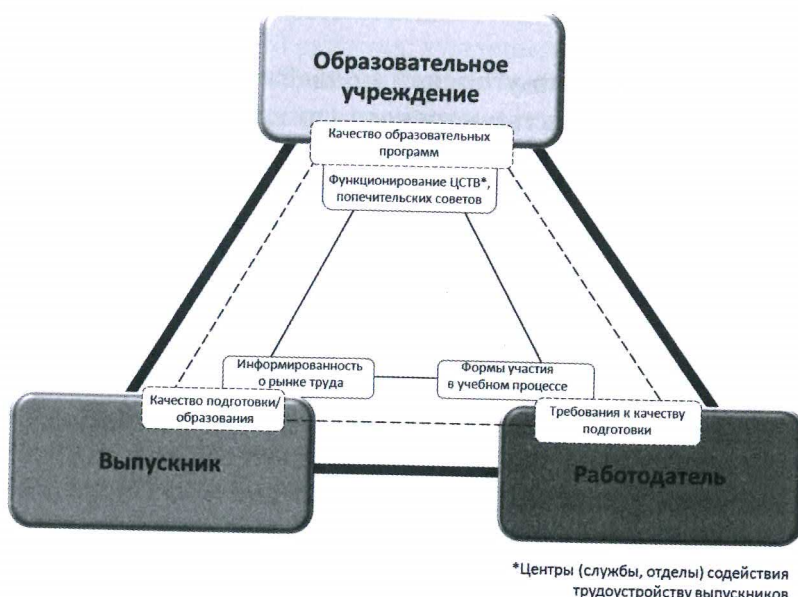 Образовательное
учреждение
Качество образовательных
программ
Функционирование ЦСТВ*,
попечительских советов
Информированность
о рынке труда
Формы участия
в учебном процессе
Качество подготовки/
образования
Требования к качеству
подготовки
Выпускник
Работодатель
*Центры (службы, отделы) содействия
трудоустройству выпускников